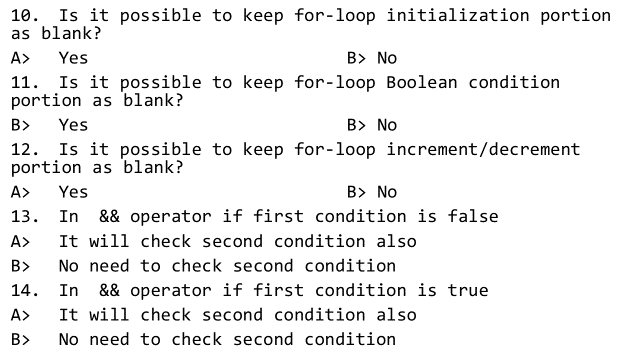 10. Is it possible to keep for-loop initialization portion
as blank?
A> Yes B> No
11. Is it possible to keep for-loop Boolean condition
portion as blank?
B> Yes B> No
12. Is it possible to keep for-loop increment/decrement
portion as blank?
A> Yes B> No
13. In && operator if first condition is false
A> It will check second condition also
B> No need to check second condition
14. In && operator if first condition is true
A> It will check second condition also
B> No need to check second condition